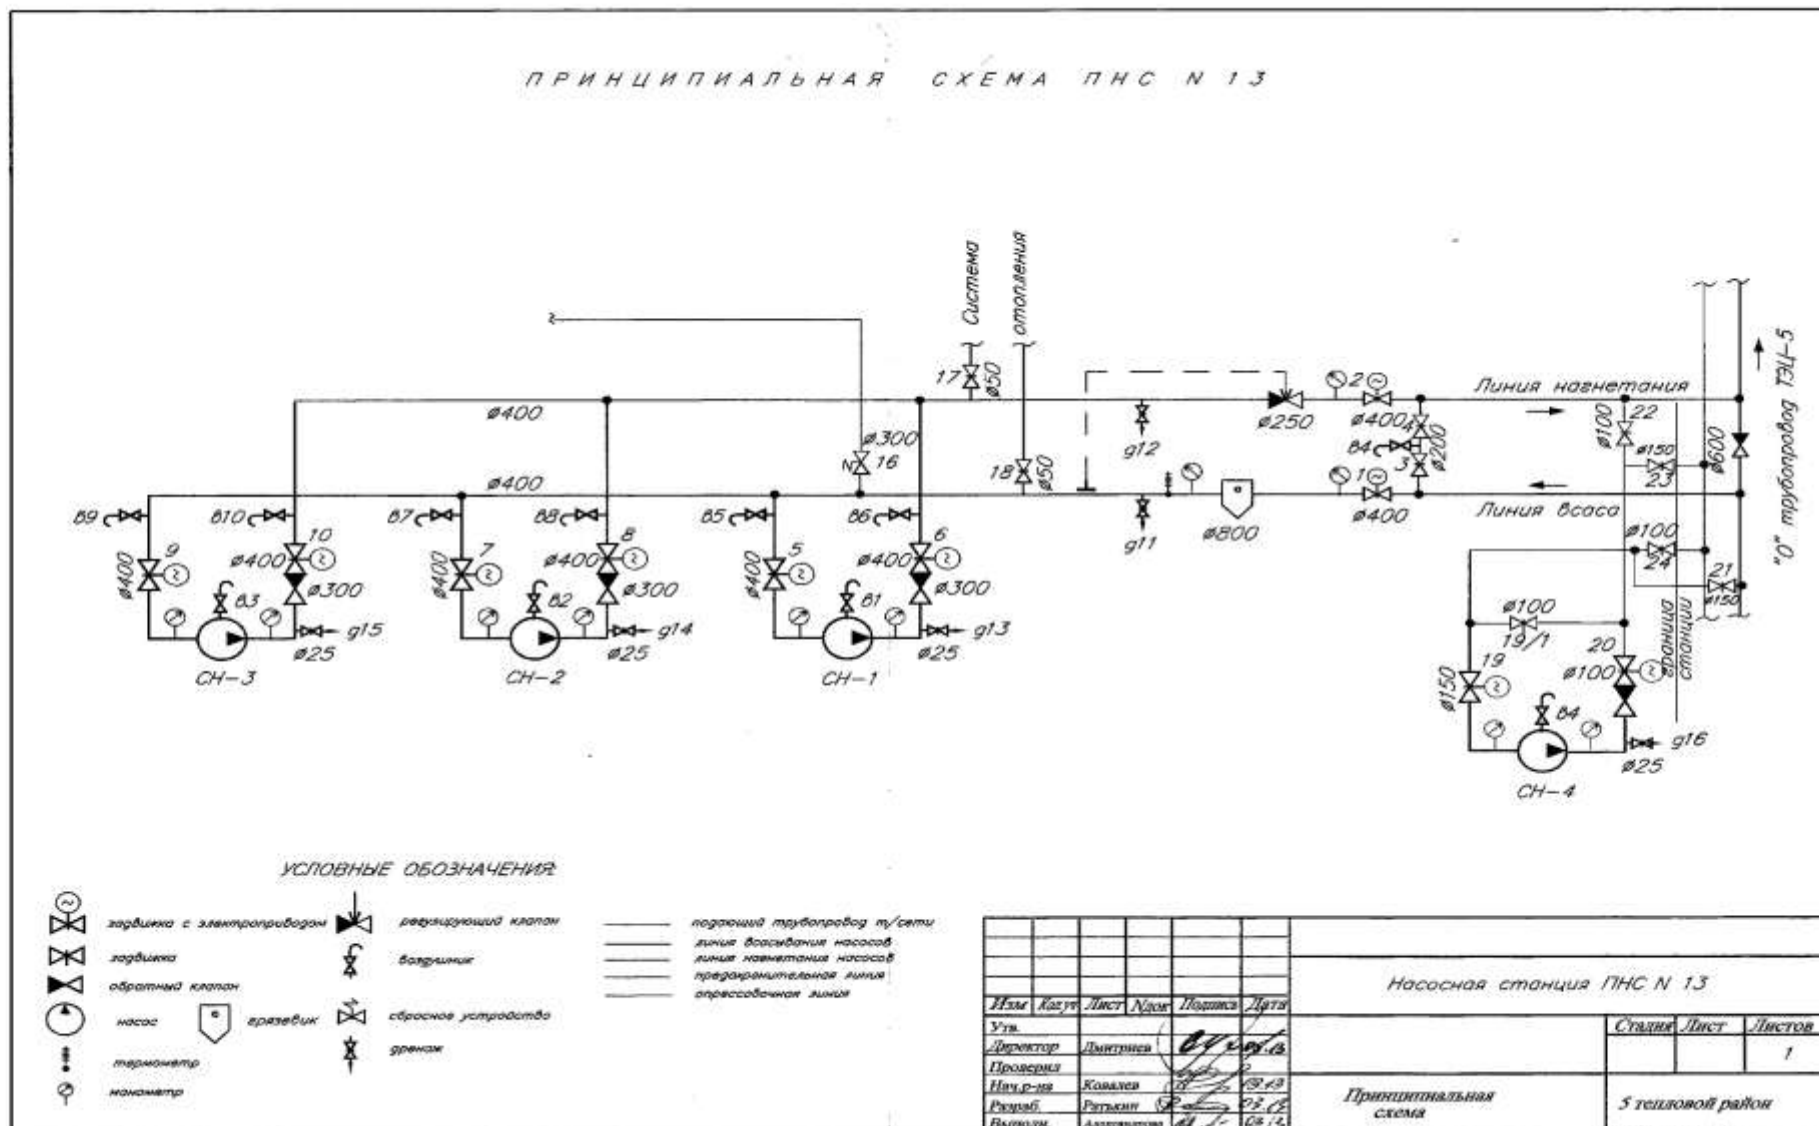 ПРИНЦИПИАЛЬНАЯ СХЕМА ПНС N 13
Система
отопления
17
ø50
ø400
ø300
N 16
18
ø50
ø400
g12
ø250
2
ø400
4
в4
3
ø200
1
ø400
g11
ø800
Линия нагнетания
Линия всаса
ø100
22
ø150
23
ø600
"О" трубопровод ТЭЦ-5
ø100
24
21
ø150
ø100
19/1
20
граница
станции
19
ø150
ø100
в4
g16
ø25
СН-4
в9
в10
9
ø400
10
ø400
ø300
в3
g15
ø25
СН-3
в7
в8
7
ø400
8
ø400
ø300
в2
g14
ø25
СН-2
в5
в6
5
ø400
6
ø400
ø300
в1
g13
ø25
СН-1
УСЛОВНЫЕ ОБОЗНАЧЕНИЯ:
задвижка с электроприводом
задвижка
обратный клапан
насос
грязевик
термометр
манометр
регузирующий клапан
воздушник
сбросное устройство
дренаж
подающий трубопровод т/сети
линия всасывания насосов
линия нагнетания насосов
предохранительная линия
опрессовочная линия
Изм Кол.уч Лист Nдок Подпись Дата
Утв.
Директор Дмитриев
Проверил
Нач.р-на Ковалев
Разраб. Ратькин
Выполн.
Насосная станция ПНС N 13
Стадия Лист Листов
1
Принципиальная
схема
5 тепловой район